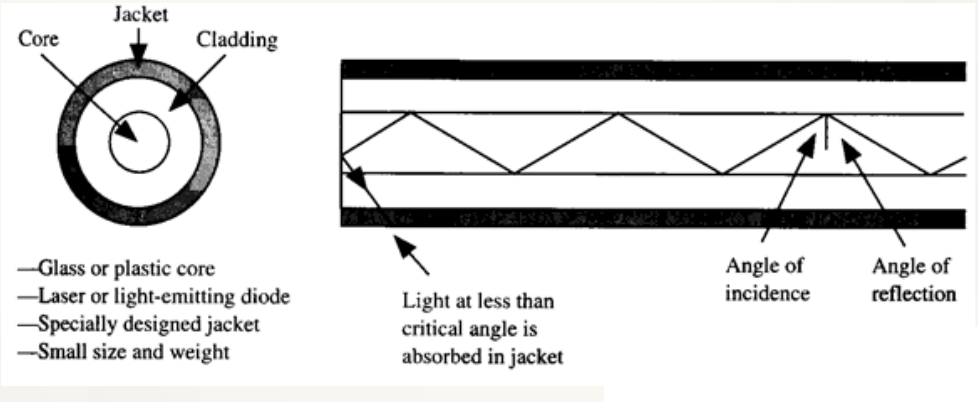 Jacket
Core
Cladding
—Glass or plastic core
—Laser or light-emitting diode
—Specially designed jacket
—Small size and weight
Light at less than
critical angle is
absorbed in jacket
Angle of
incidence
Angle of
reflection